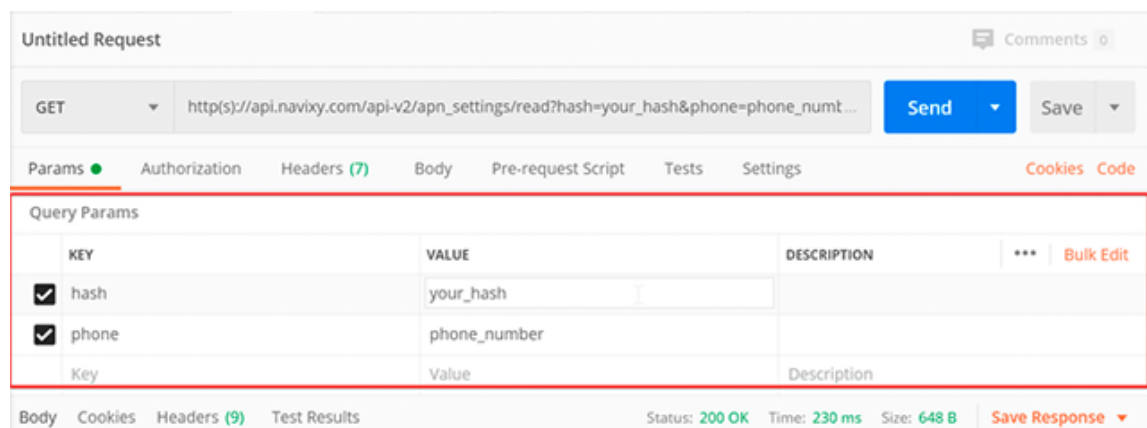 Untitled Request Comments 0
GET http(s)://api.navixy.com/api-v2/apn_settings/read?hash=your_hash&phone=phone_numt... Send Save
Params Authorization Headers (7) Body Pre-request Script Tests Settings Cookies Code
Query Params
KEY VALUE DESCRIPTION ••• Bulk Edit
hash your_hash
phone phone_number
Key Value Description
Body Cookies Headers (9) Test Results Status: 200 OK Time: 230 ms Size: 648 B Save Response